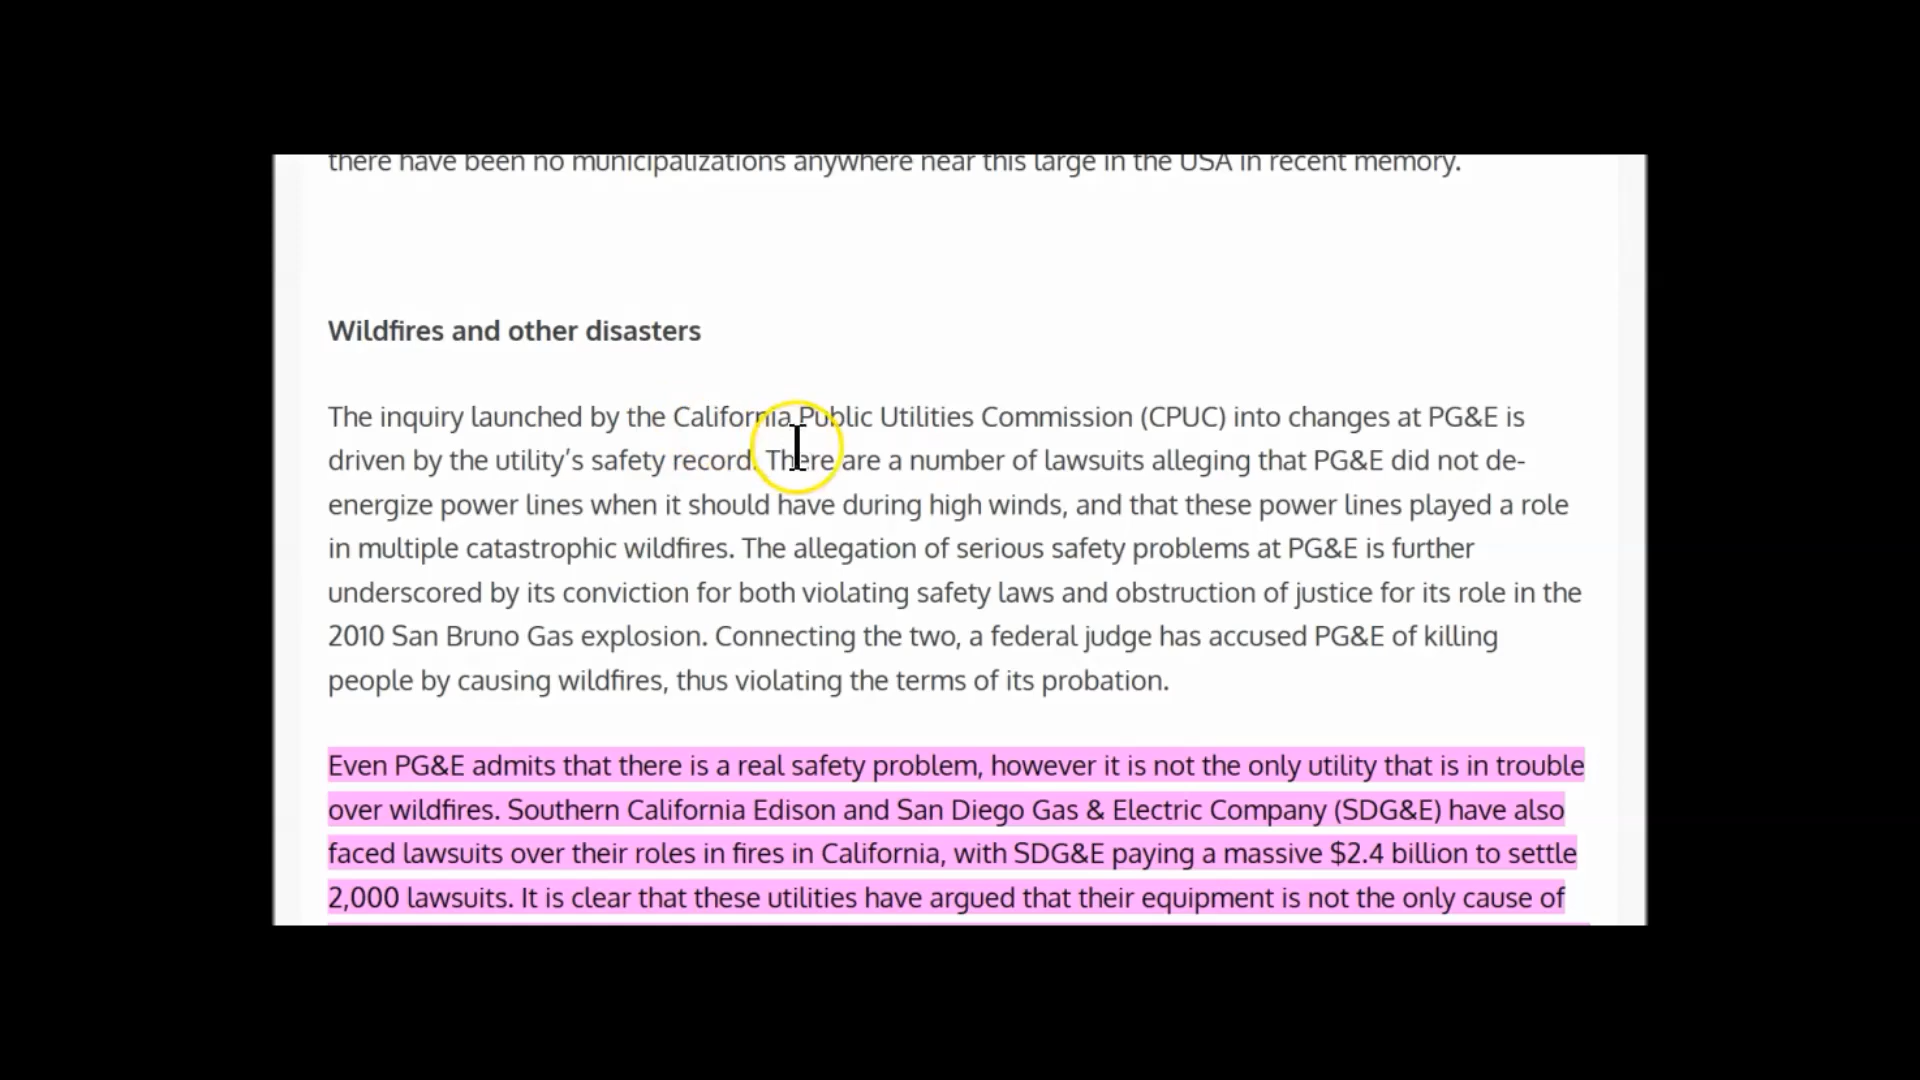 there have been no municipalizations anywhere near this large in the USA in recent memory.
Wildfires and other disasters
The inquiry launched by the California Public Utilities Commission (CPUC) into changes at PG&E is
driven by the utility’s safety record. There are a number of lawsuits alleging that PG&E did not de-
energize power lines when it should have during high winds, and that these power lines played a role
in multiple catastrophic wildfires. The allegation of serious safety problems at PG&E is further
underscored by its conviction for both violating safety laws and obstruction of justice for its role in the
2010 San Bruno Gas explosion. Connecting the two, a federal judge has accused PG&E of killing
people by causing wildfires, thus violating the terms of its probation.
Even PG&E admits that there is a real safety problem, however it is not the only utility that is in trouble
over wildfires. Southern California Edison and San Diego Gas & Electric Company (SDG&E) have also
faced lawsuits over their roles in fires in California, with SDG&E paying a massive $2.4 billion to settle
2,000 lawsuits. It is clear that these utilities have argued that their equipment is not the only cause of